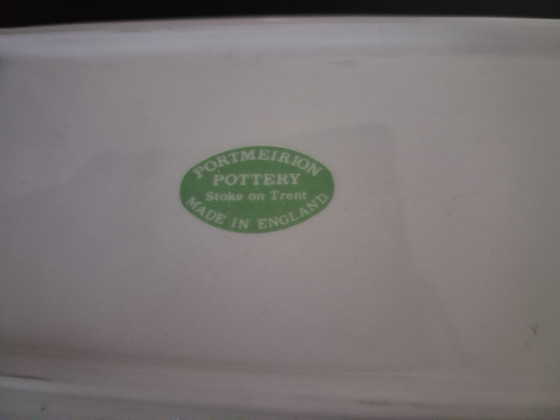 PORTMEIRION
POTTERY
Stoke on Trent
MADE IN ENGLAND